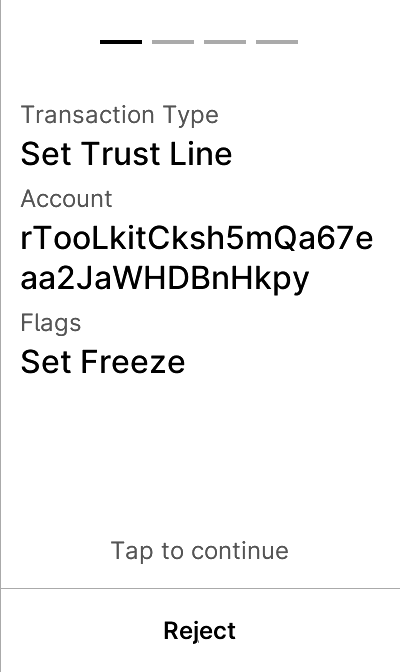 Transaction Type
Set Trust Line
Account
rTooLkitCksh5mQa67e
aa2JaWHDBnHkpy
Flags
Set Freeze
Tap to continue
Reject